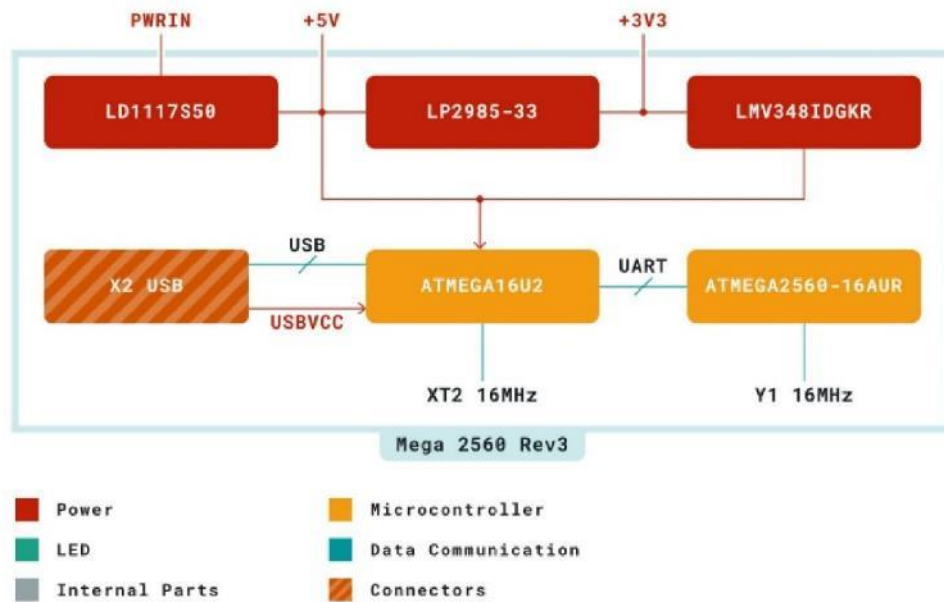 PWRIN
+5V
+3V3
LD1117S50
LP2985-33
LMV348IDGKR
X2 USB
USB
USBVCC
ATMEGA16U2
UART
ATMEGA2560-16AUR
XT2 16MHz
Y1 16MHz
Mega 2560 Rev3
Power
Microcontroller
LED
Data Communication
Internal Parts
Connectors